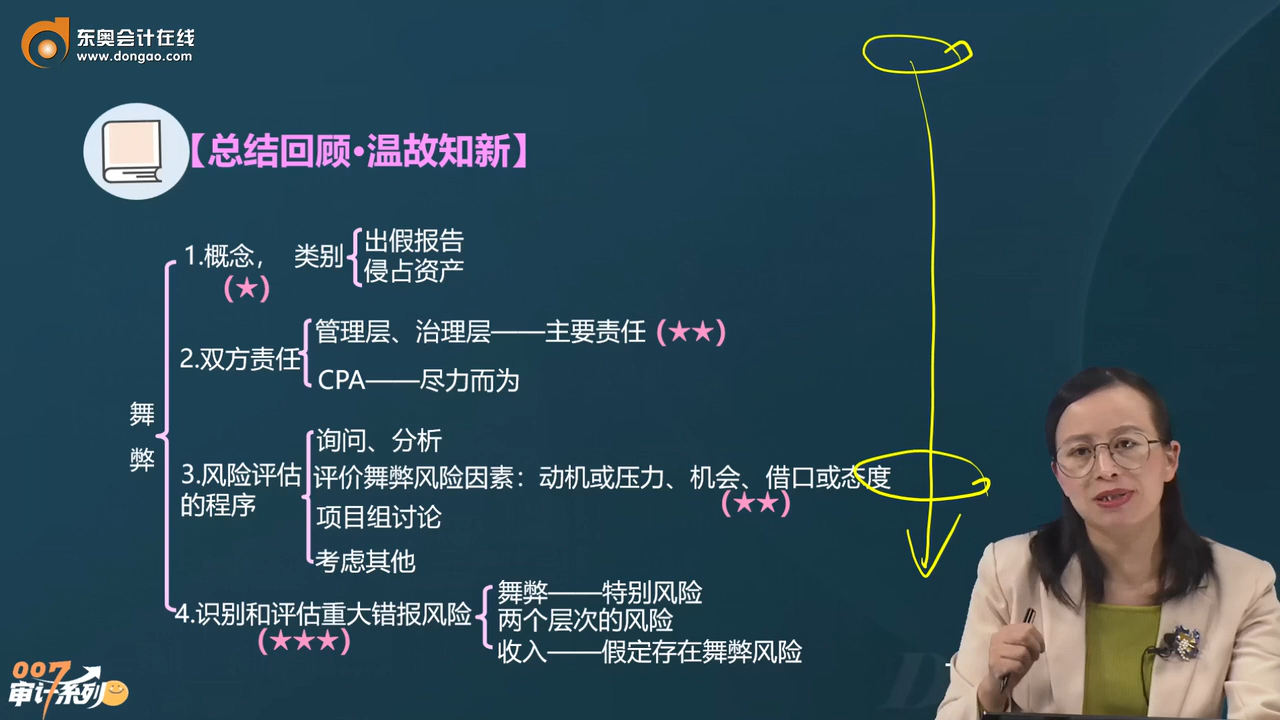 东奥会计在线
www.dongao.com
【总结回顾·温故知新】
舞弊
1.概念， 类别
（★）
出假报告
侵占资产
2.双方责任
管理层、治理层——主要责任（★★）
CPA——尽力而为
3.风险评估
的程序
询问、分析
评价舞弊风险因素：动机或压力、机会、借口或态度
（★★）
项目组讨论
考虑其他
4.识别和评估重大错报风险
（★★★）
舞弊——特别风险
两个层次的风险
收入——假定存在舞弊风险
007
审计系列